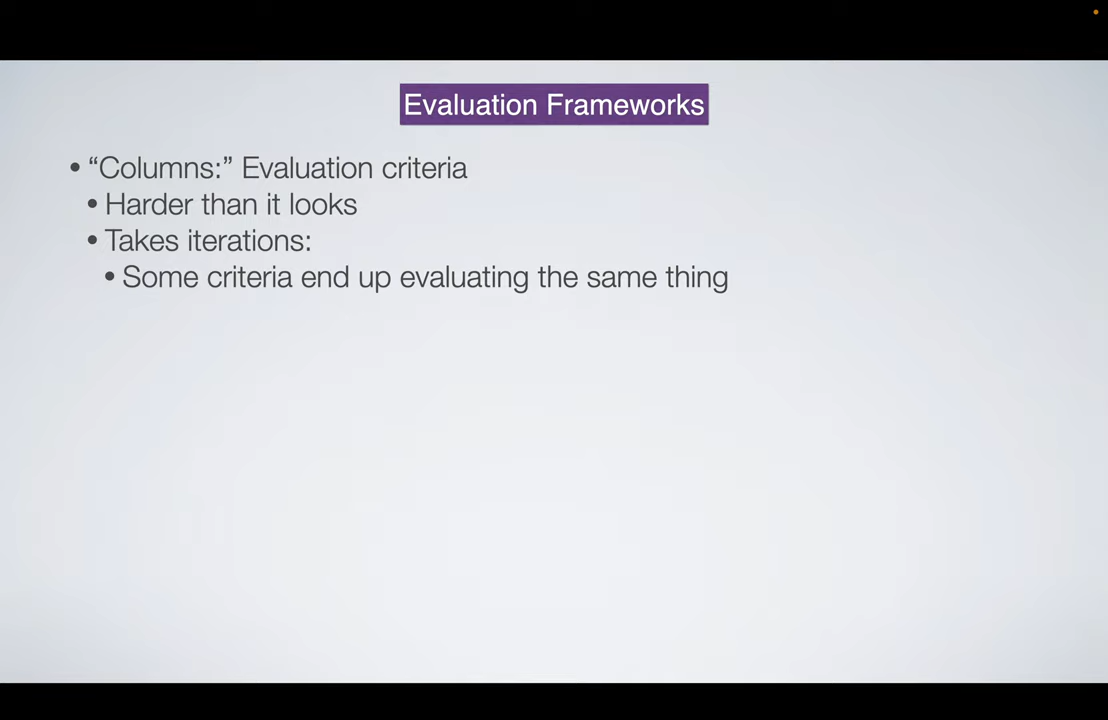 Evaluation Frameworks
• “Columns:” Evaluation criteria
• Harder than it looks
• Takes iterations:
• Some criteria end up evaluating the same thing